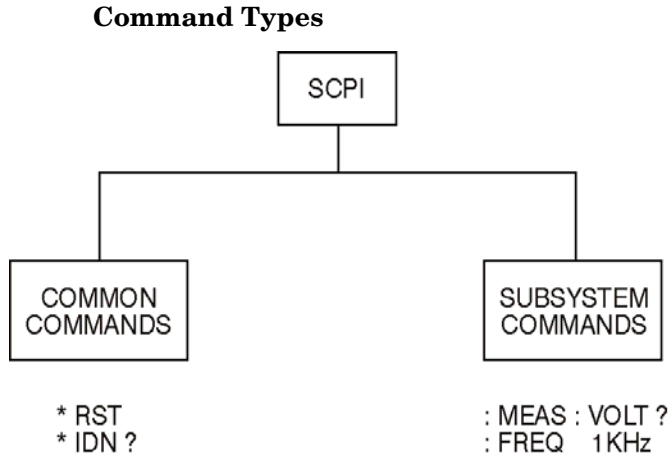 Command Types
SCPI
COMMON
COMMANDS
SUBSYSTEM
COMMANDS
* RST
* IDN ?
: MEAS : VOLT ?
: FREQ 1KHz